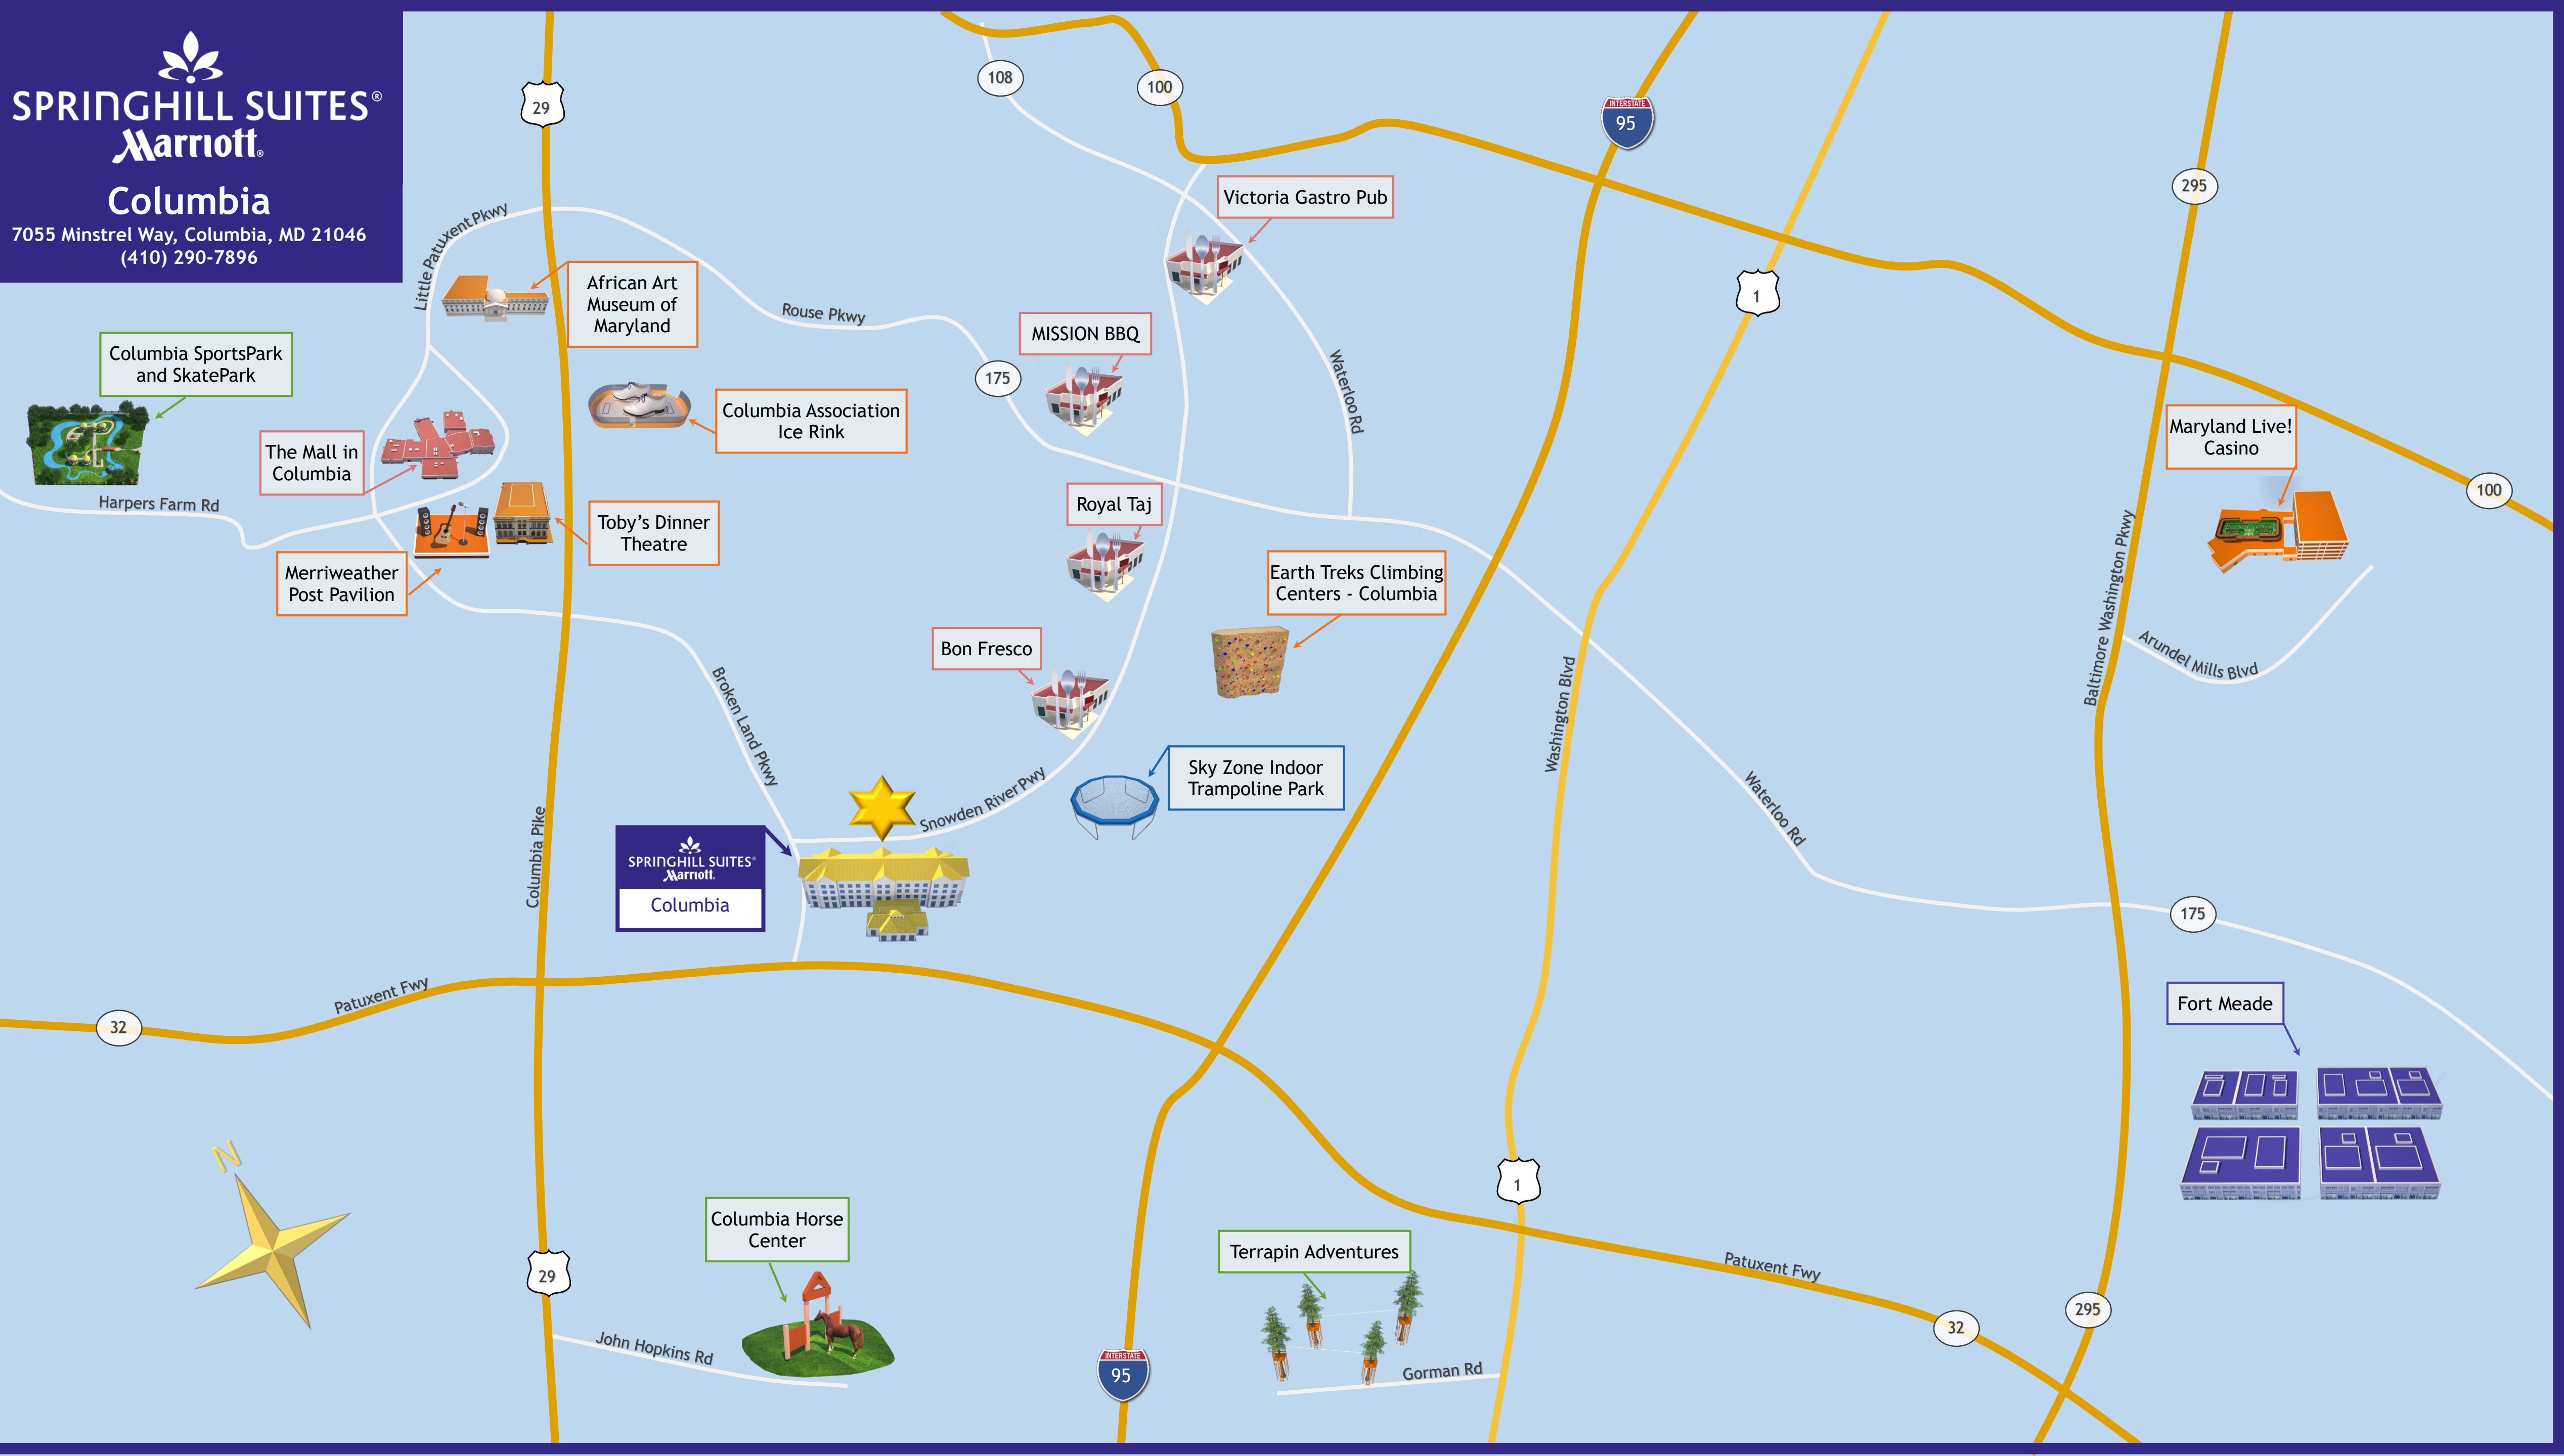 SPRINGHILL SUITES®
Marriott®
Columbia
7055 Minstrel Way, Columbia, MD 21046
(410) 290-7896
29
108
100
INTERSTATE
95
295
Little Patuxent Pkwy
Victoria Gastro Pub
African Art
Museum of
Maryland
Rouse Pkwy
1
MISSION BBQ
Columbia SportsPark
and SkatePark
175
Waterloo Rd
Columbia Association
Ice Rink
Maryland Live!
Casino
The Mall in
Columbia
100
Harpers Farm Rd
Royal Taj
Toby’s Dinner
Theatre
Merriweather
Post Pavilion
Earth Treks Climbing
Centers - Columbia
Baltimore Washington Pkwy
Bon Fresco
Arundel Mills Blvd
Broken Land Pkwy
Washington Blvd
Sky Zone Indoor
Trampoline Park
Snowden River Pwy
Waterloo Rd
Columbia Pike
SPRINGHILL SUITES®
Marriott®
Columbia
175
Patuxent Fwy
32
Fort Meade
N
1
Columbia Horse
Center
Terrapin Adventures
29
Patuxent Fwy
295
32
John Hopkins Rd
INTERSTATE
95
Gorman Rd